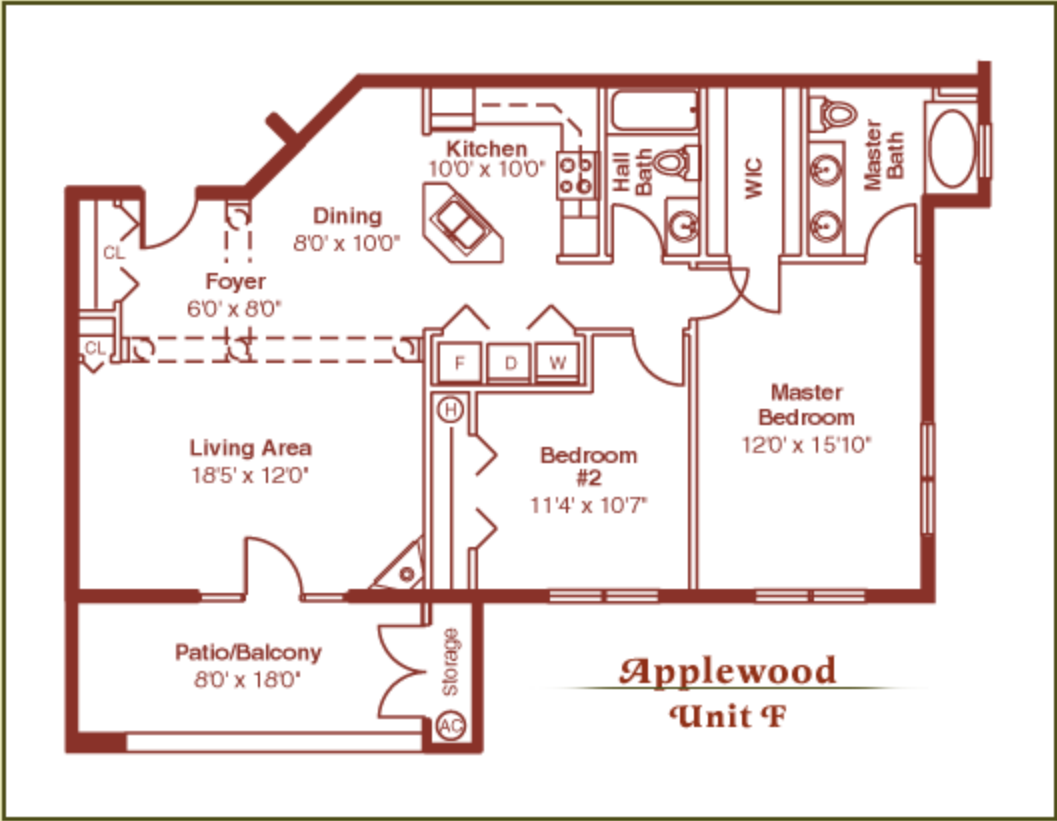 Kitchen
10'0' x 10'0"
Hall
Bath
WIC
Master
Bath
Dining
8'0' x 10'0"
CL
Foyer
6'0' x 8'0"
CL
F
D
W
H
Living Area
18'5' x 12'0"
Bedroom
#2
11'4' x 10'7"
Master
Bedroom
12'0' x 15'10"
Patio/Balcony
8'0' x 18'0"
storage
AC
Applewood
Unit F